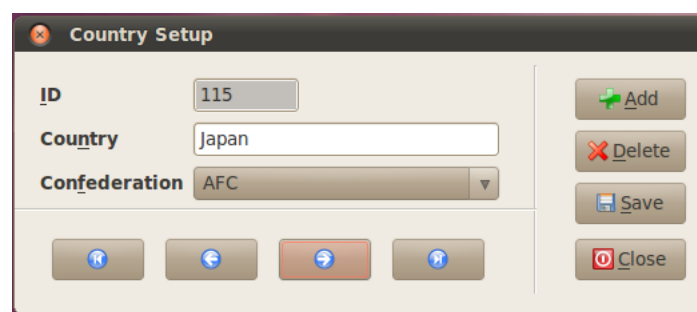 Country Setup
ID 115
Country Japan
Confederation AFC
Add
Delete
Save
Close